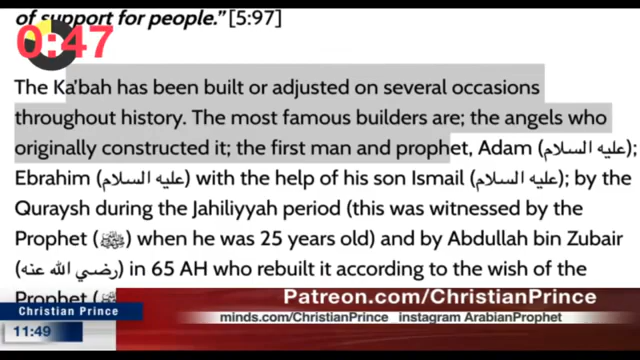 of support for people." [5:97]
0:47
The Ka'bah has been built or adjusted on several occasions
throughout history. The most famous builders are; the angels who
originally constructed it; the first man and prophet, Adam (عليه السلام);
Ebrahim (عليه السلام) with the help of his son Ismail (عليه السلام); by the
Quraysh during the Jahiliyyah period (this was witnessed by the
Prophet (ﷺ) when he was 25 years old) and by Abdullah bin Zubair
(رضي الله عنه) in 65 AH who rebuilt it according to the wish of the
Prophet
Patreon.com/ChristianPrince
Christian Prince
minds.com/ChristianPrince instagram ArabianProphet
11:49